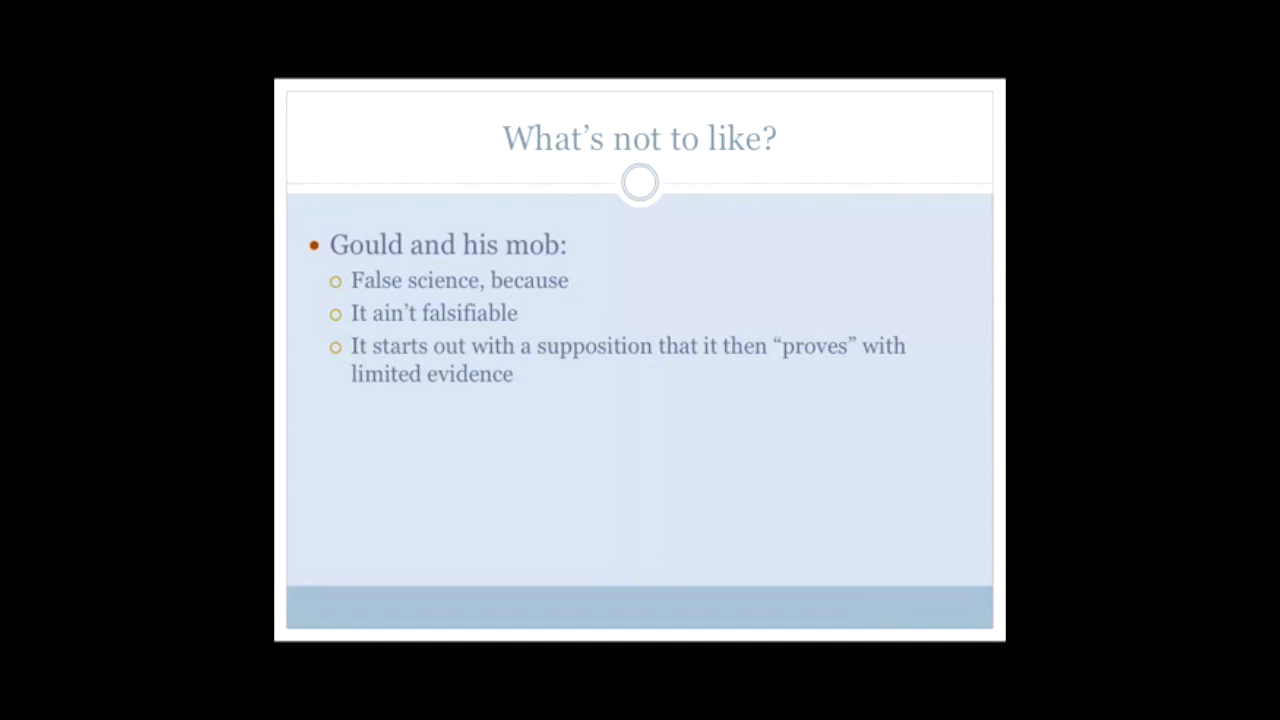 What’s not to like?
Gould and his mob:
False science, because
It ain’t falsifiable
It starts out with a supposition that it then “proves” with
limited evidence